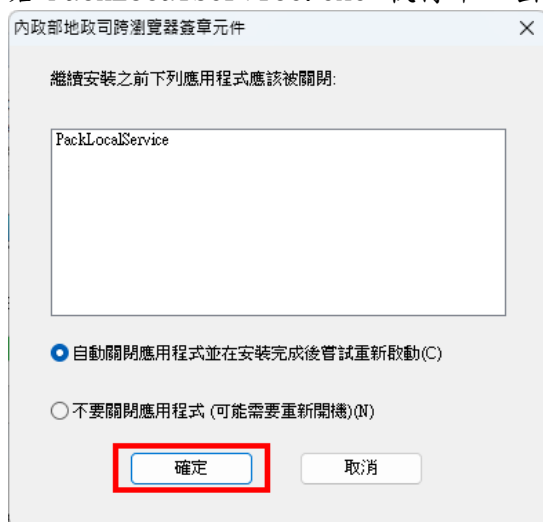 內政部地政司跨瀏覽器簽章元件
繼續安裝之前下列應用程式應該被關閉:
PackLocalService
自動關閉應用程式並在安裝完成後嘗試重新啟動(C)
不要關閉應用程式 (可能需要重新開機)(N)
確定
取消